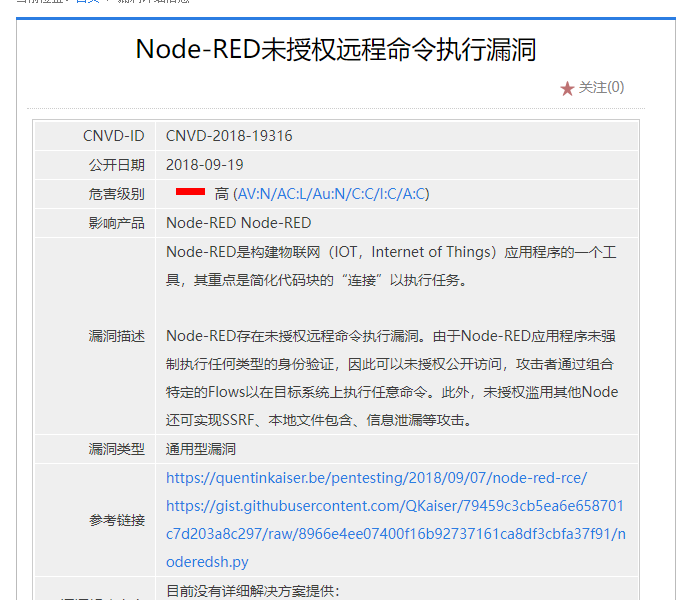 Node-RED未授权远程命令执行漏洞
关注(0)
CNVD-ID CNVD-2018-19316
公开日期 2018-09-19
危害级别 高 (AV:N/AC:L/Au:N/C:C/I:C/A:C)
影响产品 Node-RED Node-RED
Node-RED是构建物联网（IOT，Internet of Things）应用程序的一个工
具，其重点是简化代码块的“连接”以执行任务。
漏洞描述
Node-RED存在未授权远程命令执行漏洞。由于Node-RED应用程序未强
制执行任何类型的身份验证，因此可以未授权公开访问，攻击者通过组合
特定的Flows以在目标系统上执行任意命令。此外，未授权滥用其他Node
还可实现SSRF、本地文件包含、信息泄漏等攻击。
漏洞类型 通用型漏洞
https://quentinkaiser.be/pentesting/2018/09/07/node-red-rce/
https://gist.githubusercontent.com/QKaiser/79459c3cb5ea6e658701
参考链接
c7d203a8c297/raw/8966e4ee07400f16b92737161ca8df3cbfa37f91/n
oderedsh.py
目前没有详细解决方案提供：